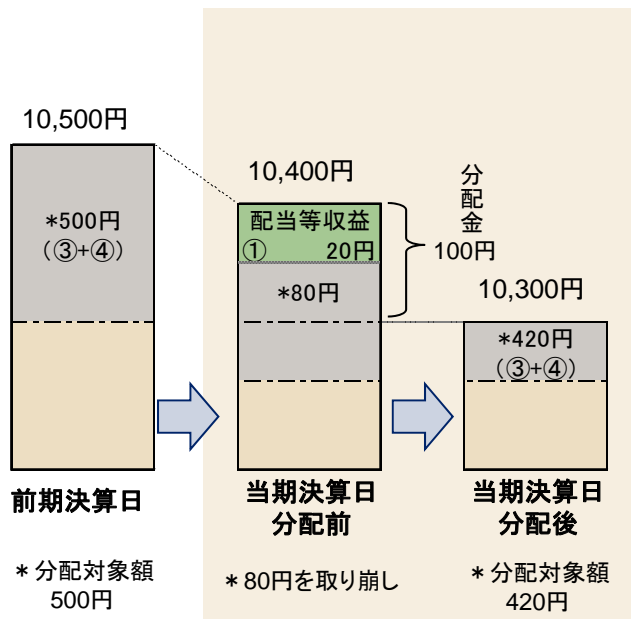 10,500円
*500円
(③+④)
前期決算日
*分配対象額
500円
10,400円
配当等収益
① 20円
*80円
分配金
100円
当期決算日
分配前
*80円を取り崩し
10,300円
*420円
(③+④)
当期決算日
分配後
*分配対象額
420円